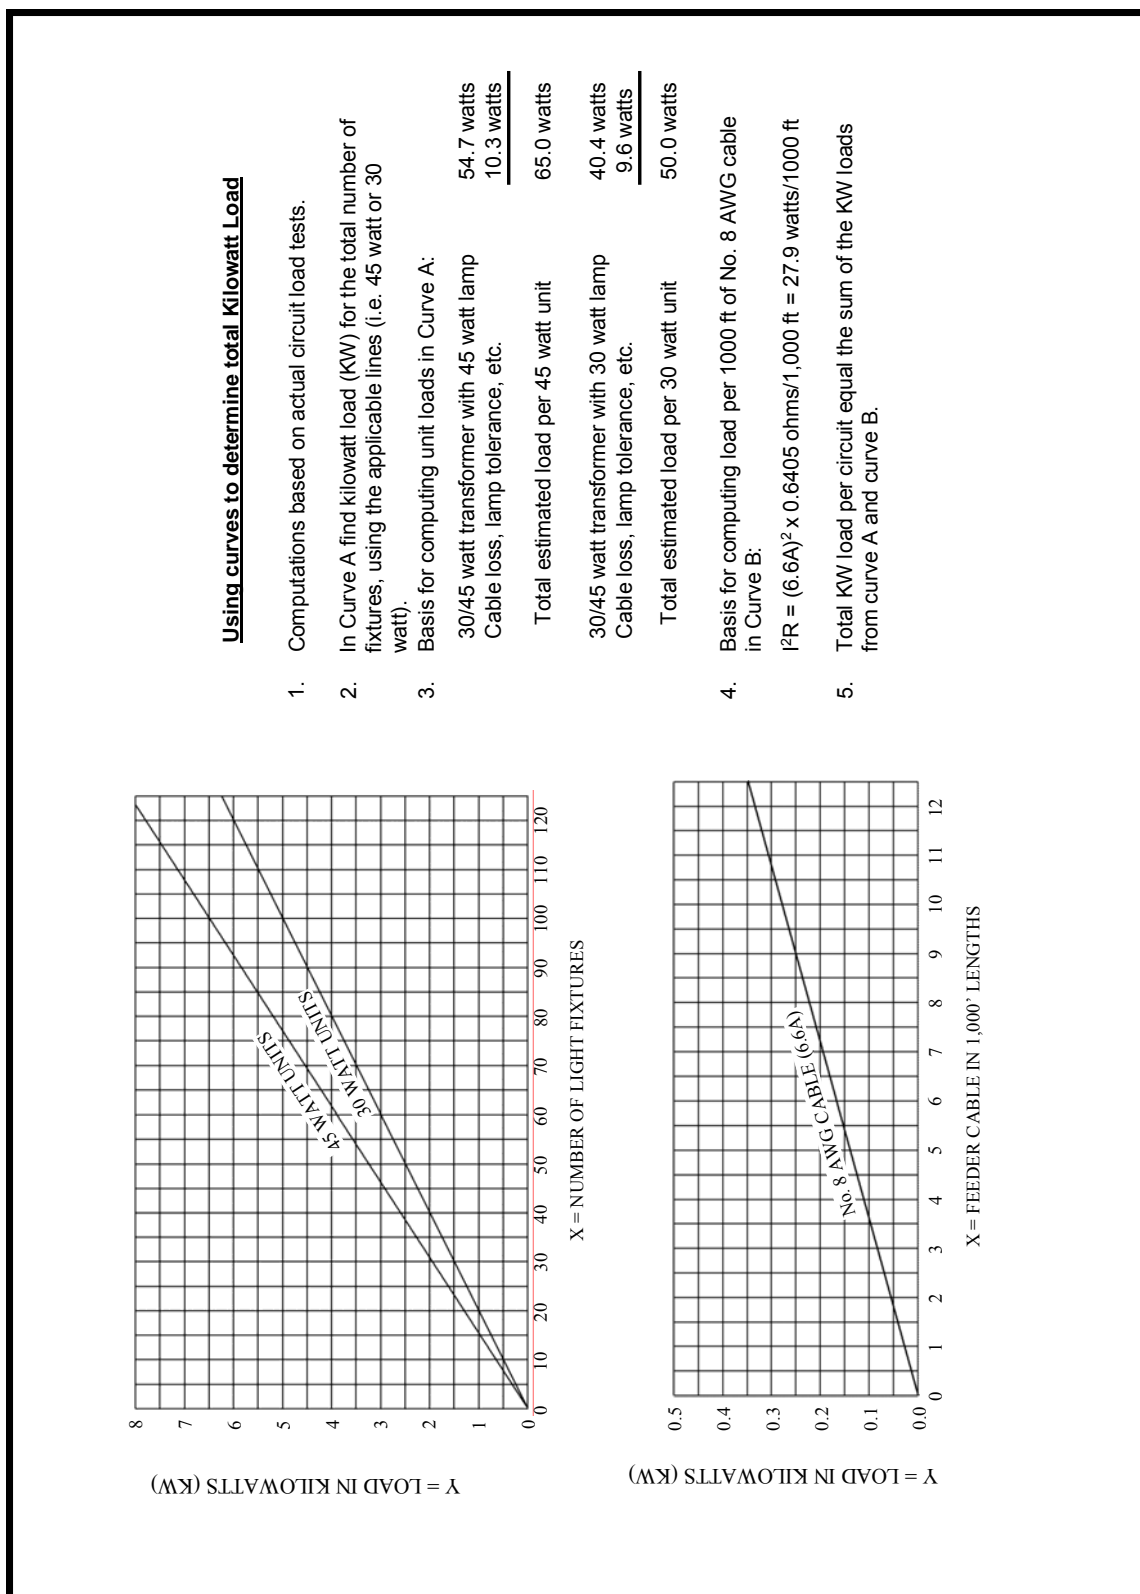 Using curves to determine total Kilowatt Load
1. Computations based on actual circuit load tests.
2. In Curve A find kilowatt load (KW) for the total number of
fixtures, using the applicable lines (i.e. 45 watt or 30
watt).
3. Basis for computing unit loads in Curve A:
30/45 watt transformer with 45 watt lamp 54.7 watts
Cable loss, lamp tolerance, etc. 10.3 watts
Total estimated load per 45 watt unit 65.0 watts
30/45 watt transformer with 30 watt lamp 40.4 watts
Cable loss, lamp tolerance, etc. 9.6 watts
Total estimated load per 30 watt unit 50.0 watts
4. Basis for computing load per 1000 ft of No. 8 AWG cable
in Curve B:
I²R = (6.6A)² x 0.6405 ohms/1,000 ft = 27.9 watts/1000 ft
5. Total KW load per circuit equal the sum of the KW loads
from curve A and curve B.
Y = LOAD IN KILOWATTS (KW)
8
7
6
5
4
3
2
1
0
45 WATT UNITS
30 WATT UNITS
0 10 20 30 40 50 60 70 80 90 100 110 120
X = NUMBER OF LIGHT FIXTURES
Y = LOAD IN KILOWATTS (KW)
0.5
0.4
0.3
0.2
0.1
0.0
No. 8 AWG CABLE (6.6A)
0 1 2 3 4 5 6 7 8 9 10 11 12
X = FEEDER CABLE IN 1,000' LENGTHS